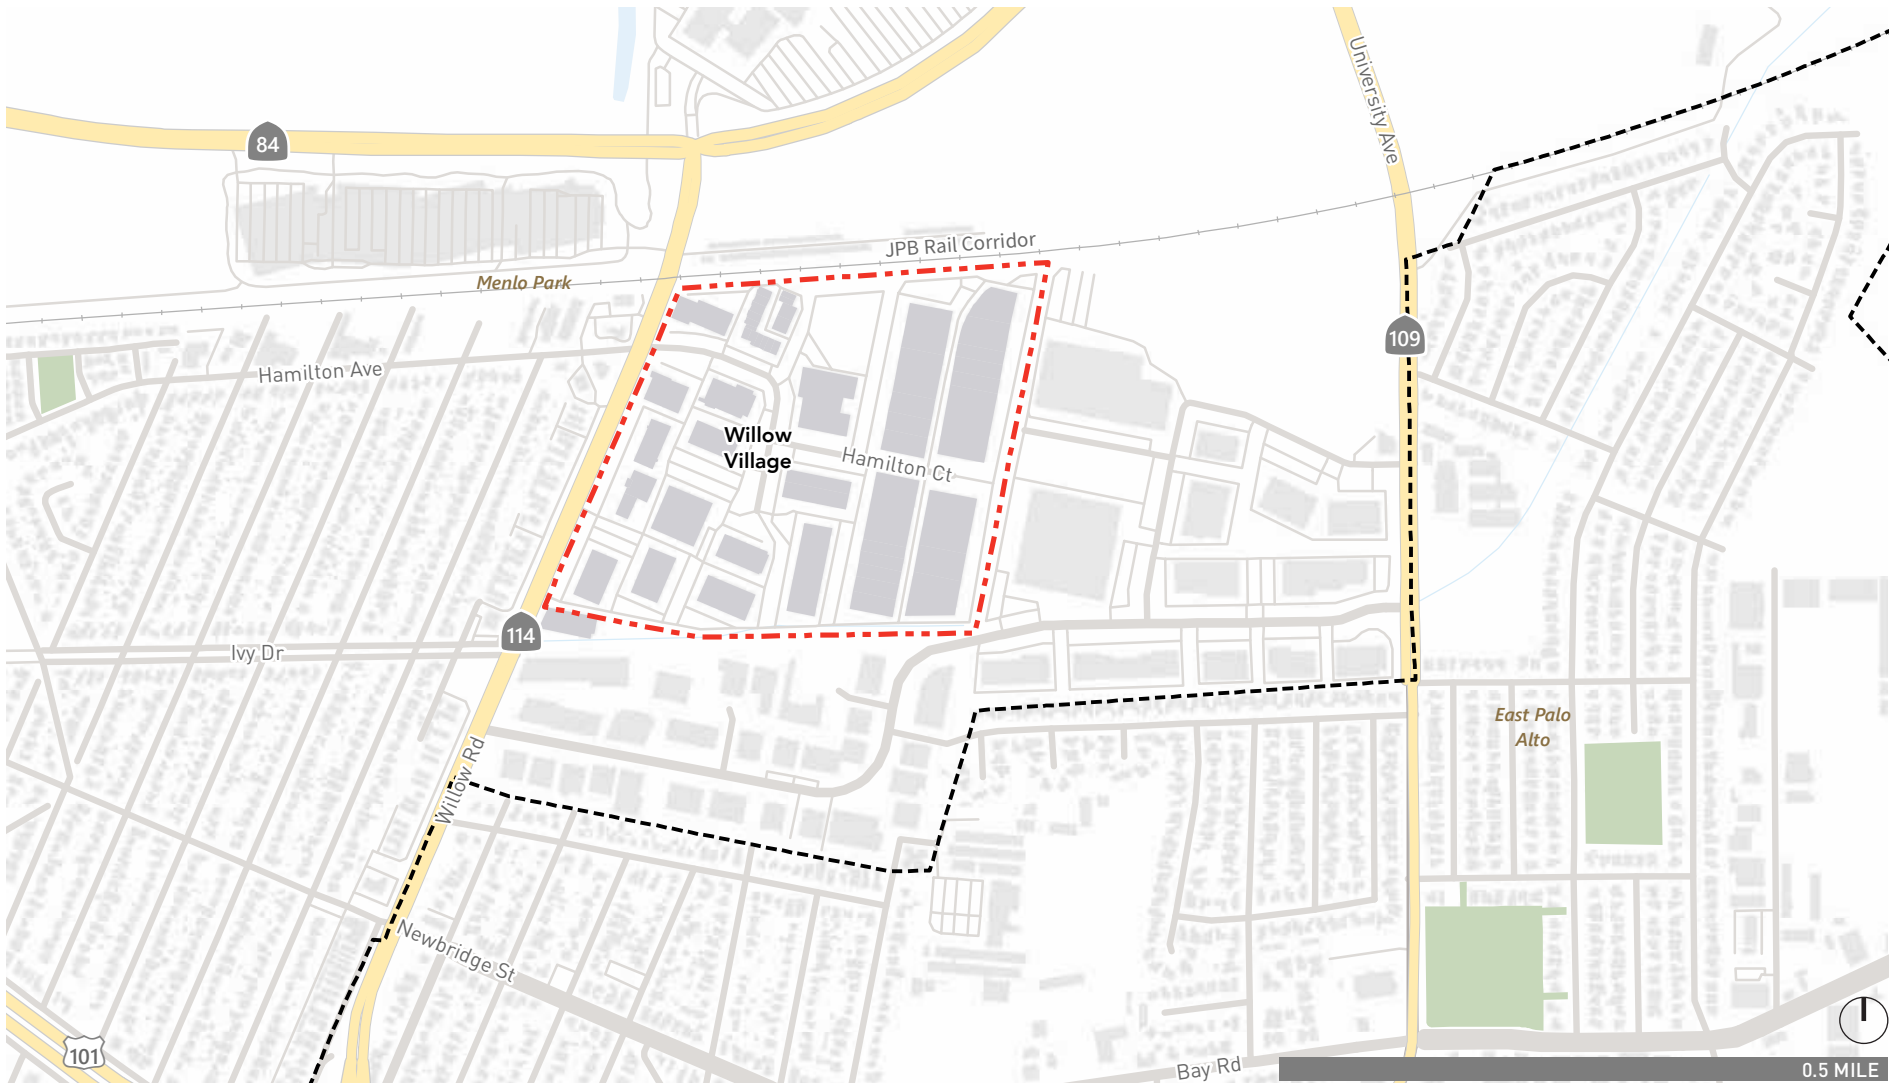 University Ave
84
JPB Rail Corridor
Menlo Park
109
Hamilton Ave
Willow
Village
Hamilton Ct
114
Ivy Dr
East Palo
Alto
Willow Rd
Newbridge St
101
Bay Rd
0.5 MILE